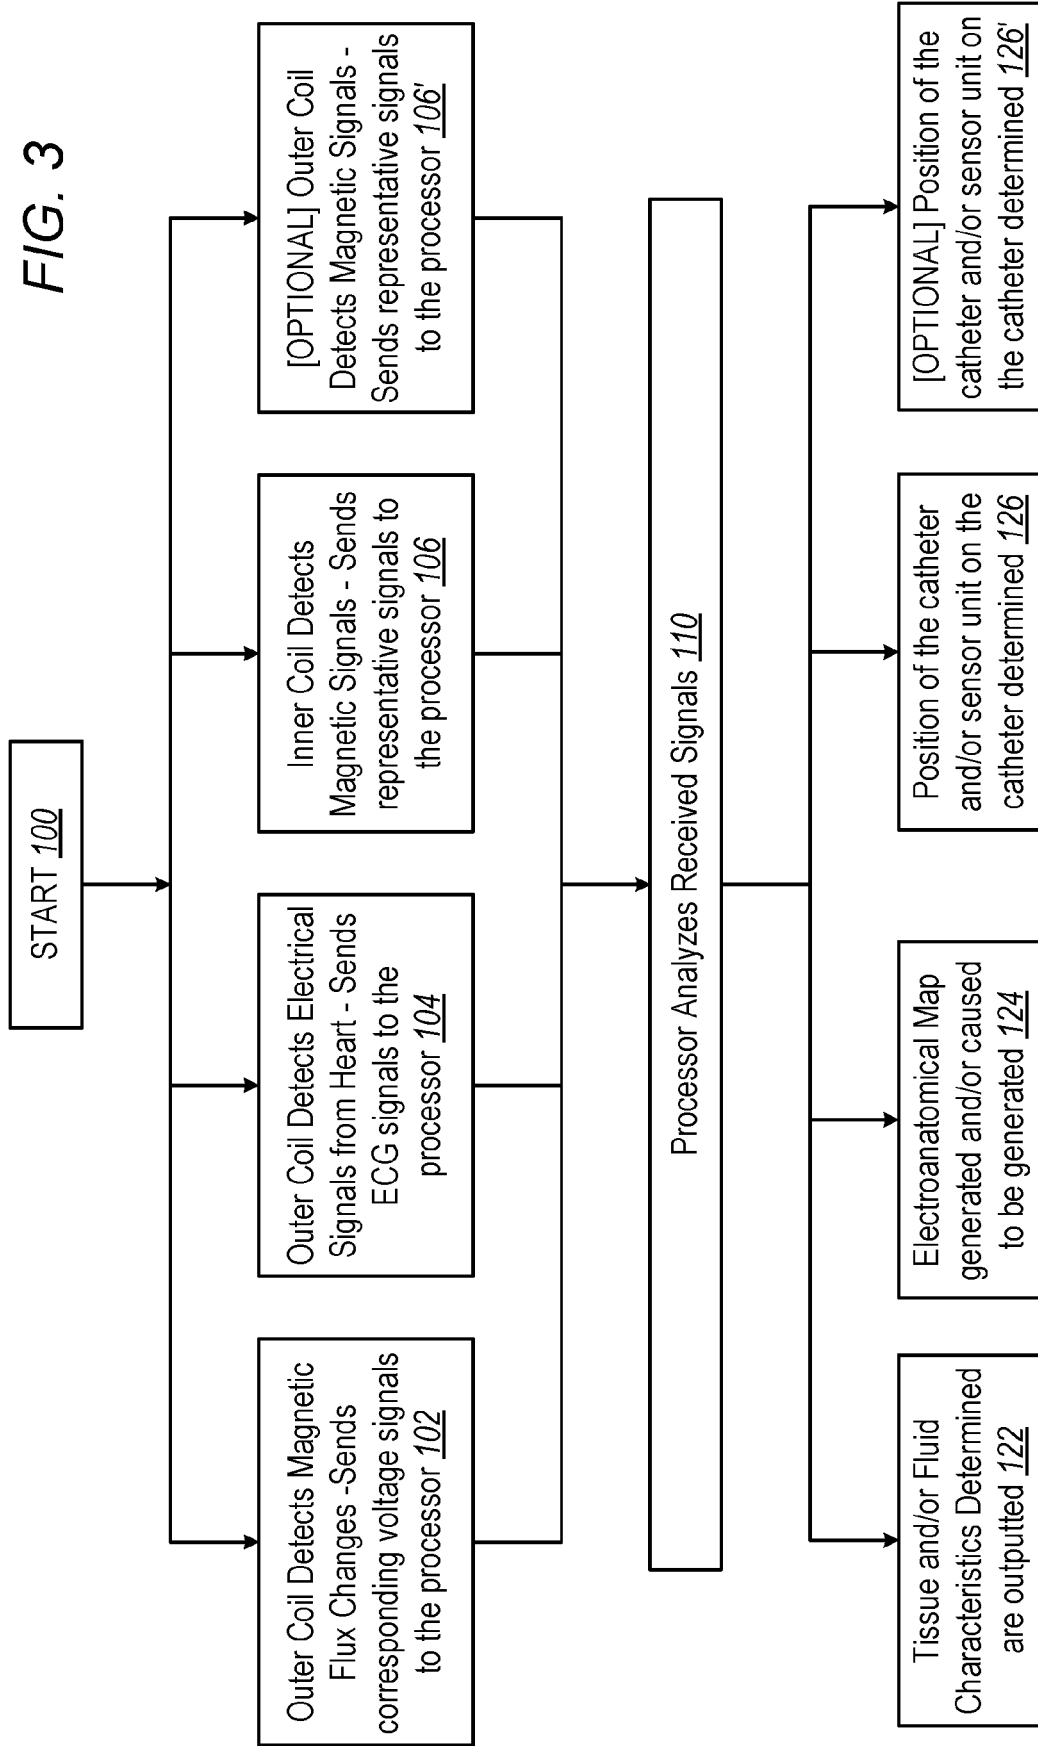 FIG. 3
START 100
Outer Coil Detects Magnetic
Flux Changes -Sends
corresponding voltage signals
to the processor 102
Outer Coil Detects Electrical
Signals from Heart - Sends
ECG signals to the
processor 104
Inner Coil Detects
Magnetic Signals - Sends
representative signals to
the processor 106
[OPTIONAL] Outer Coil
Detects Magnetic Signals -
Sends representative signals
to the processor 106'
Processor Analyzes Received Signals 110
Tissue and/or Fluid
Characteristics Determined
are outputted 122
Electroanatomical Map
generated and/or caused
to be generated 124
Position of the catheter
and/or sensor unit on the
catheter determined 126
[OPTIONAL] Position of the
catheter and/or sensor unit on
the catheter determined 126'